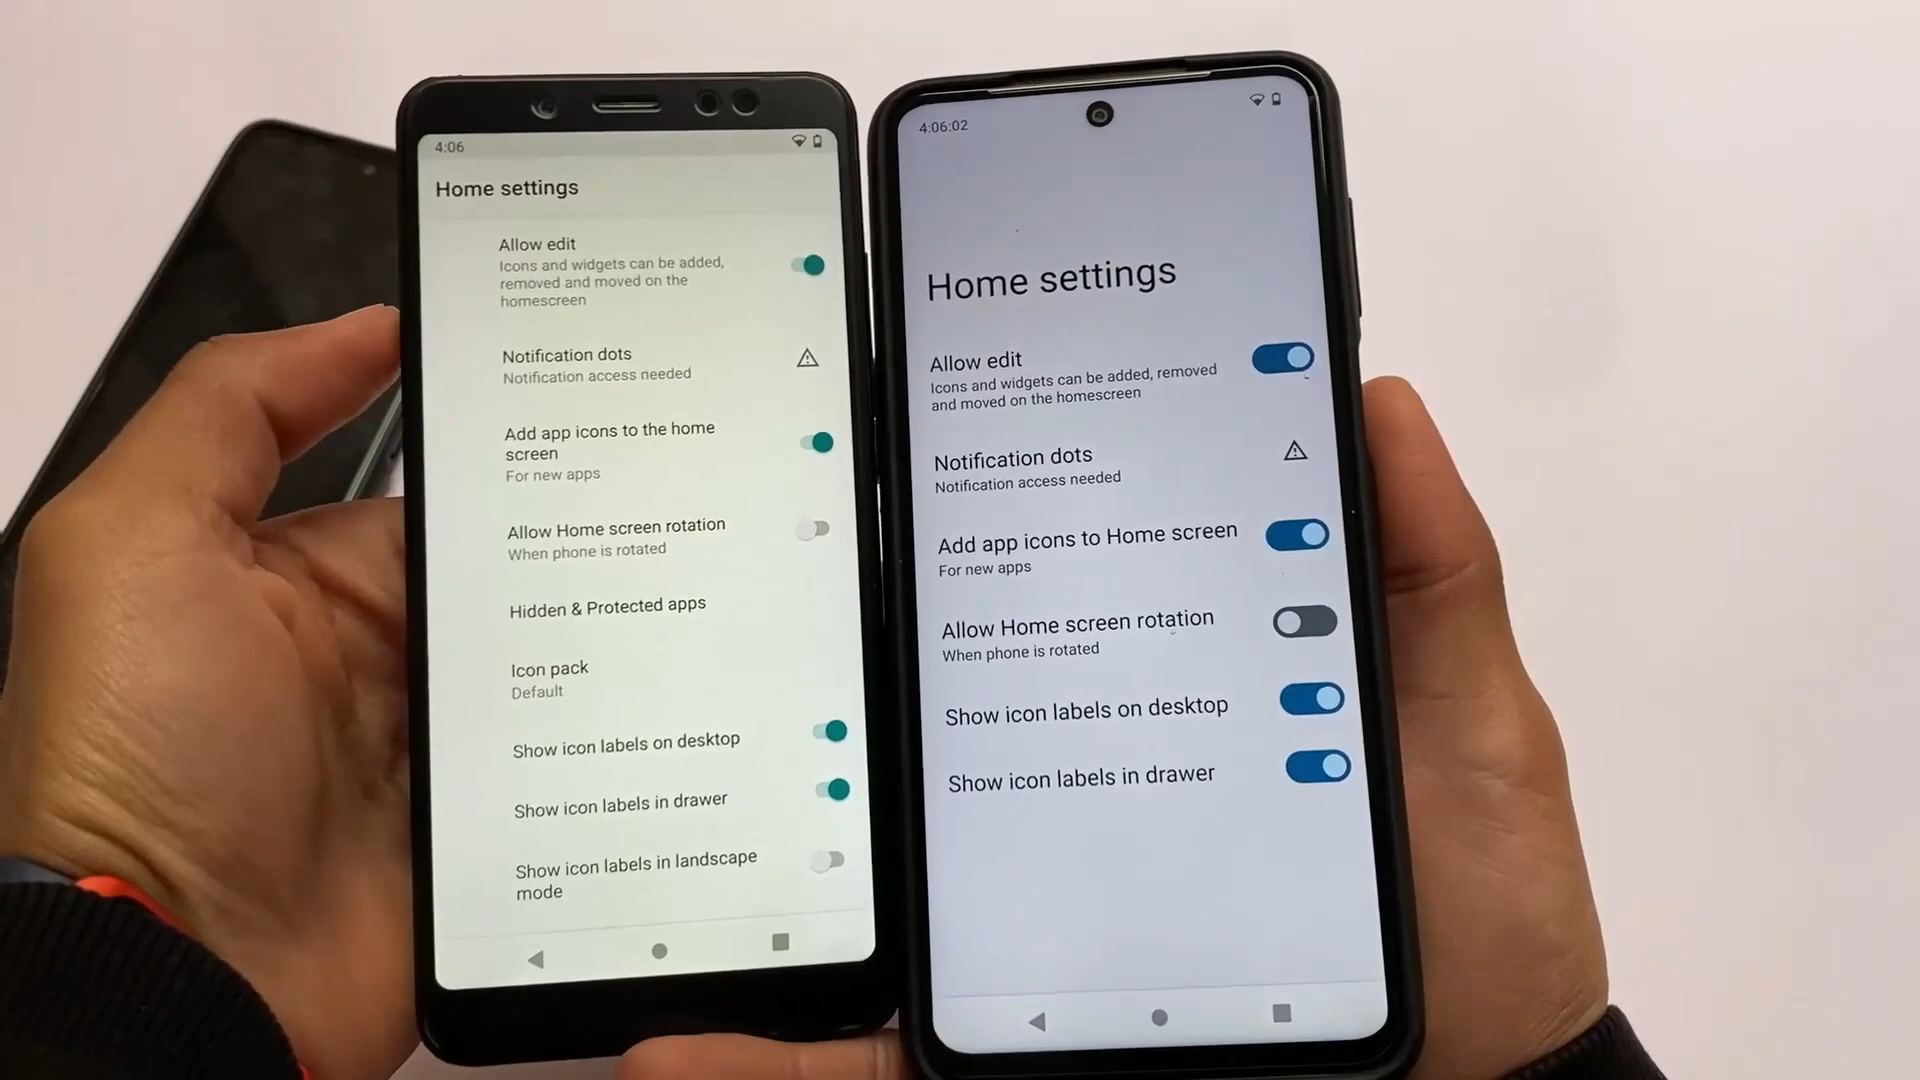 4:06
Home settings
Allow edit
Icons and widgets can be added,
removed and moved on the
homescreen
Notification dots
Notification access needed
Add app icons to the home
screen
For new apps
Allow Home screen rotation
When phone is rotated
Hidden & Protected apps
Icon pack
Default
Show icon labels on desktop
Show icon labels in drawer
Show icon labels in landscape
mode
4:06:02
Home settings
Allow edit
Icons and widgets can be added, removed
and moved on the homescreen
Notification dots
Notification access needed
Add app icons to Home screen
For new apps
Allow Home screen rotation
When phone is rotated
Show icon labels on desktop
Show icon labels in drawer